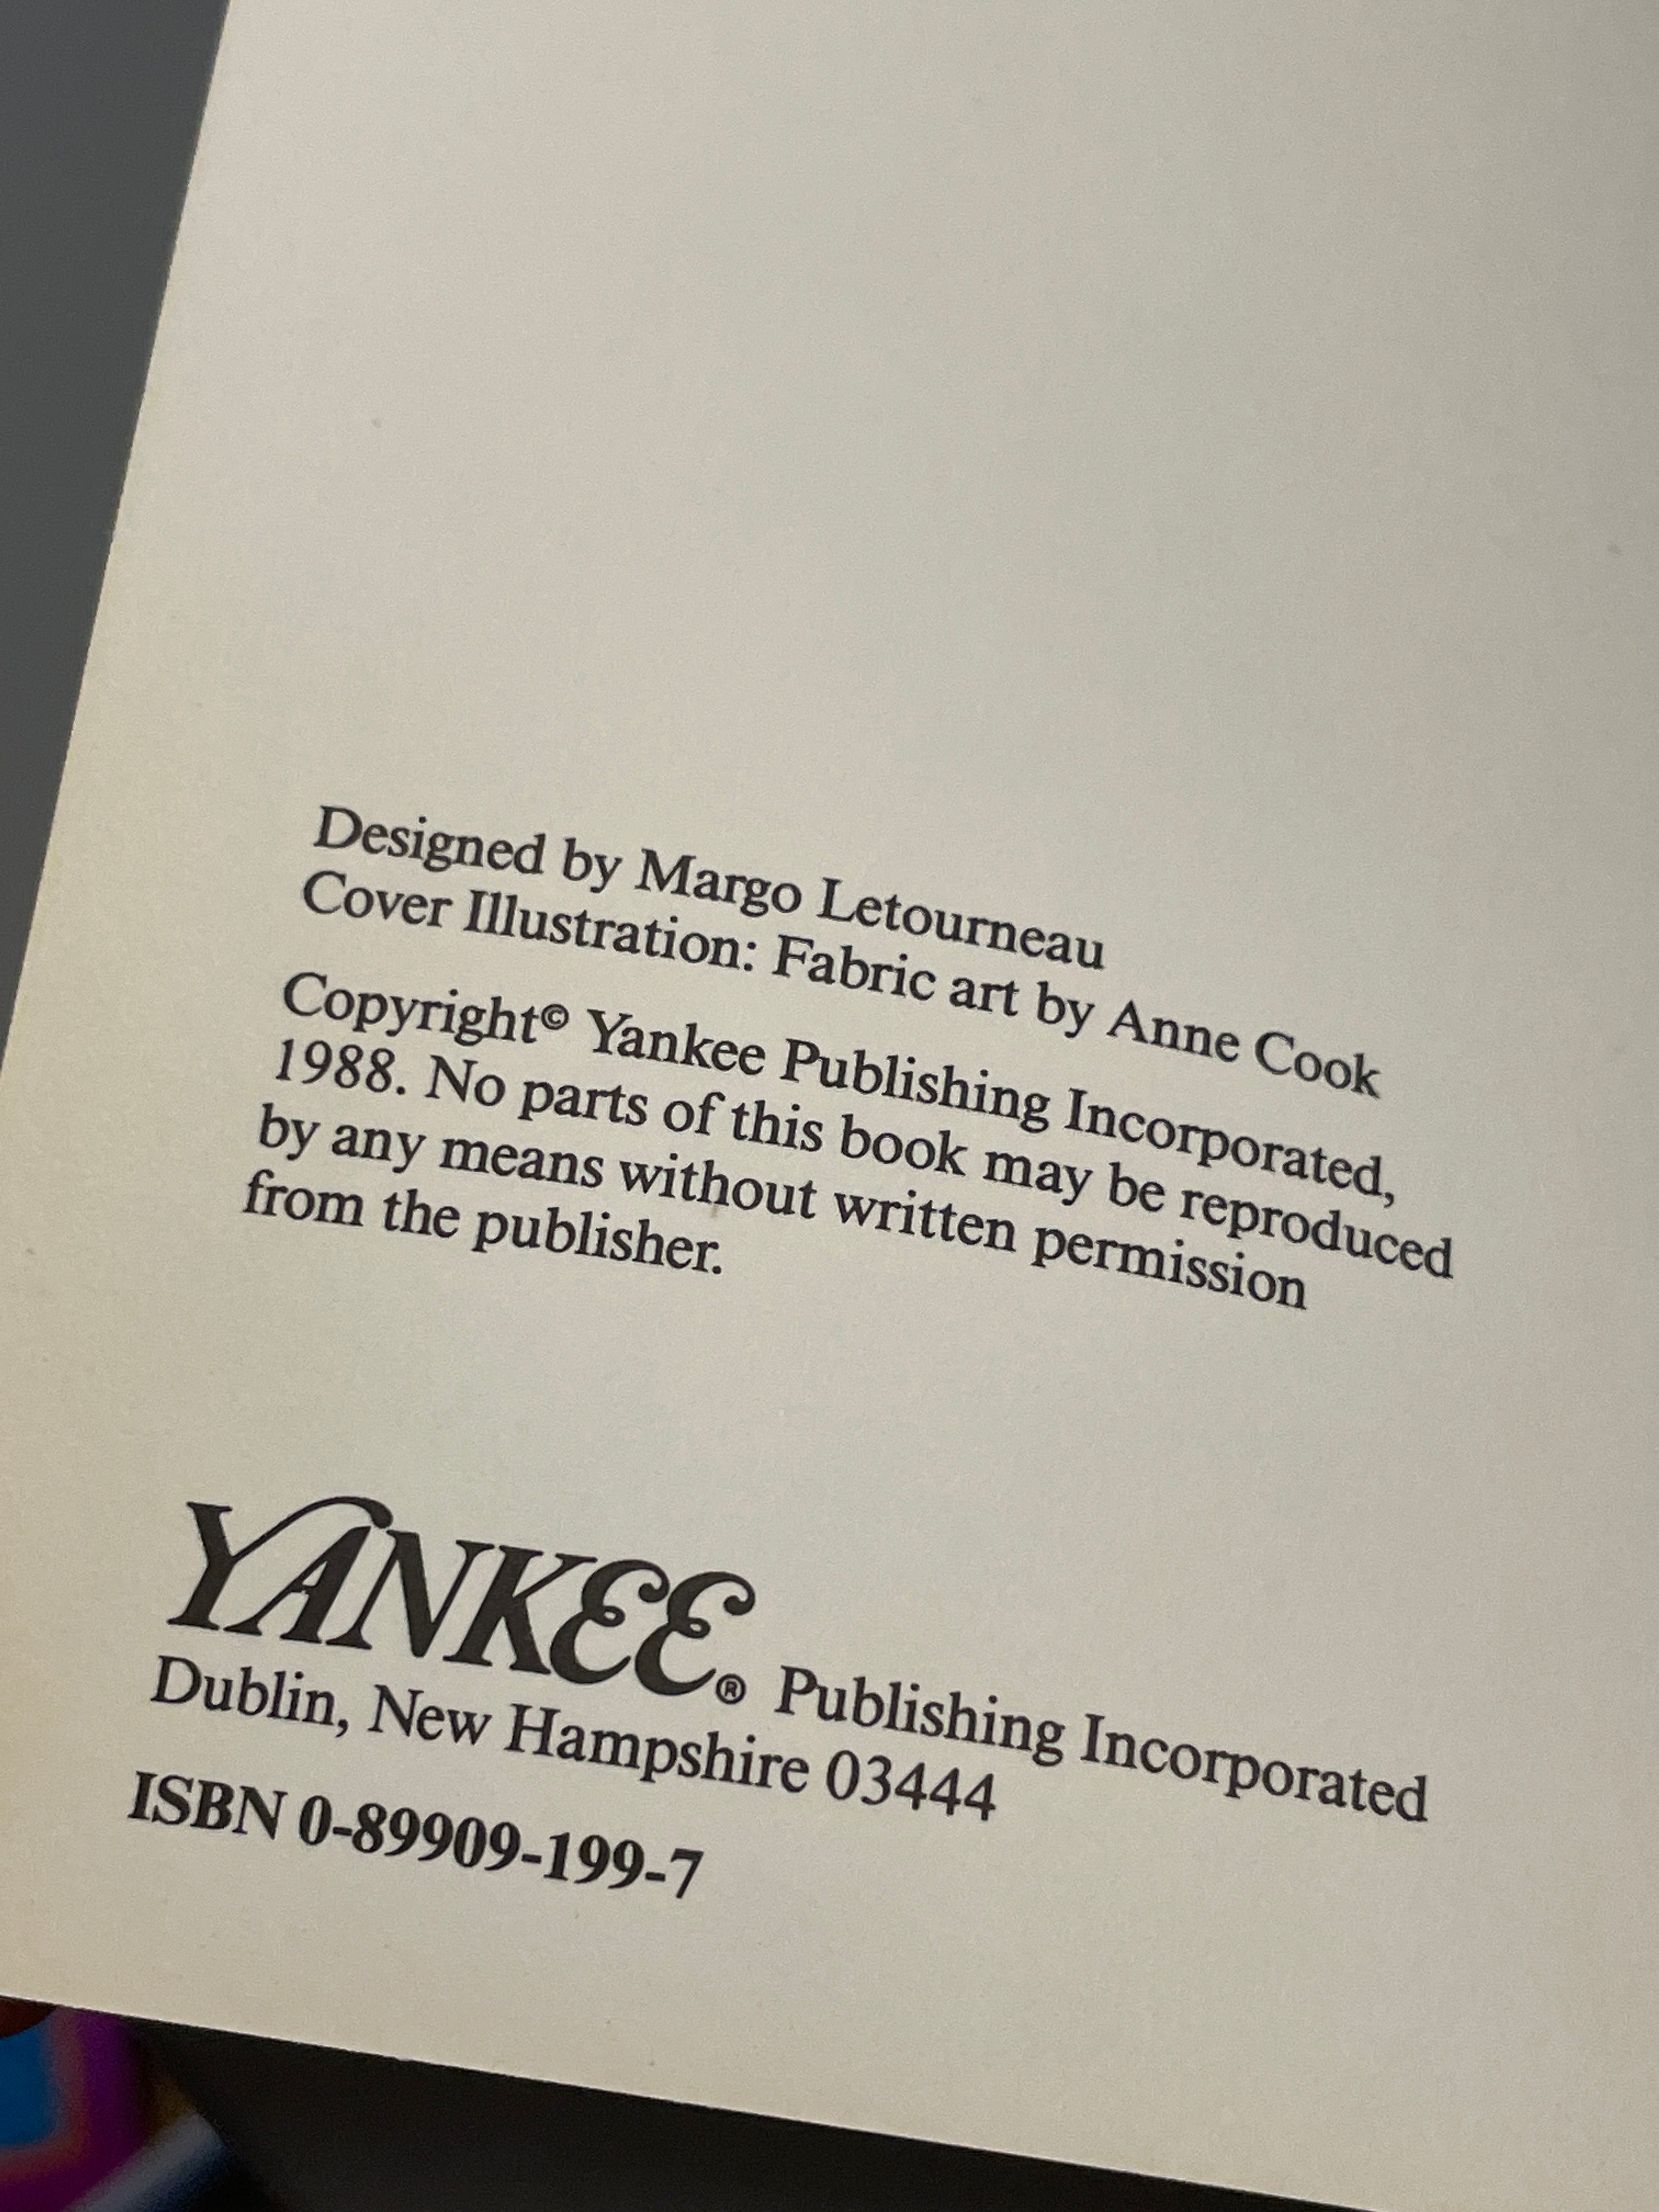 Designed by Margo Letourneau
Cover Illustration: Fabric art by Anne Cook
Copyright© Yankee Publishing Incorporated,
1988. No parts of this book may be reproduced
by any means without written permission
from the publisher.
YANKEE® Publishing Incorporated
Dublin, New Hampshire 03444
ISBN 0-89909-199-7